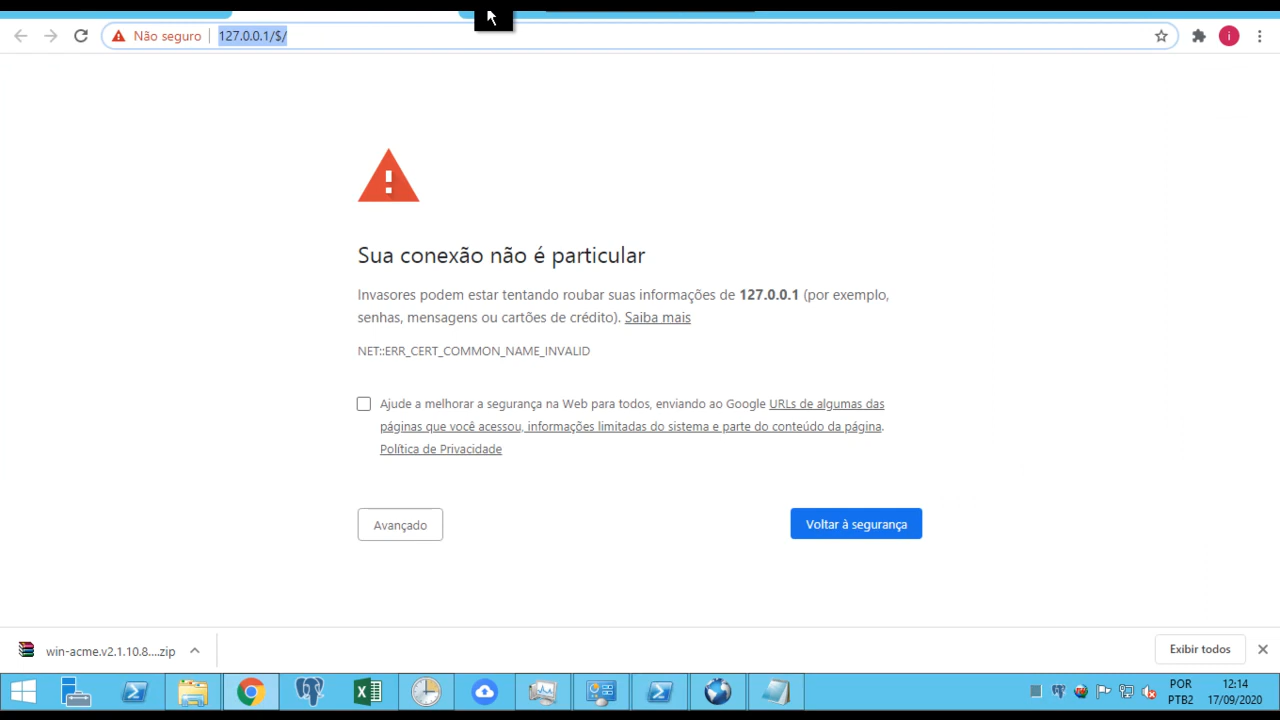 Não seguro 127.0.0.1/$/
i
Sua conexão não é particular
Invasores podem estar tentando roubar suas informações de 127.0.0.1 (por exemplo,
senhas, mensagens ou cartões de crédito). Saiba mais
NET::ERR_CERT_COMMON_NAME_INVALID
Ajude a melhorar a segurança na Web para todos, enviando ao Google URLs de algumas das
páginas que você acessou, informações limitadas do sistema e parte do conteúdo da página.
Política de Privacidade
Avançado
Voltar à segurança
win-acme.v2.1.10.8....zip
Exibir todos
POR
PTB2
12:14
17/09/2020